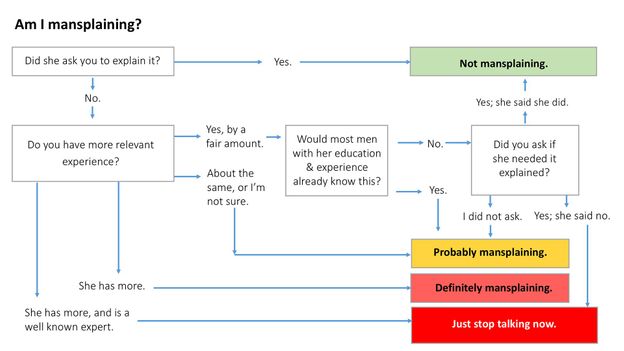 Am I mansplaining?
Did she ask you to explain it?
Yes.
Not mansplaining.
No.
Yes; she said she did.
Do you have more relevant
experience?
Yes, by a
fair amount.
About the
same, or I'm
not sure.
Would most men
with her education
& experience
already know this?
No.
Yes.
Did you ask if
she needed it
explained?
I did not ask.
Yes; she said no.
Probably mansplaining.
She has more.
Definitely mansplaining.
She has more, and is a
well known expert.
Just stop talking now.